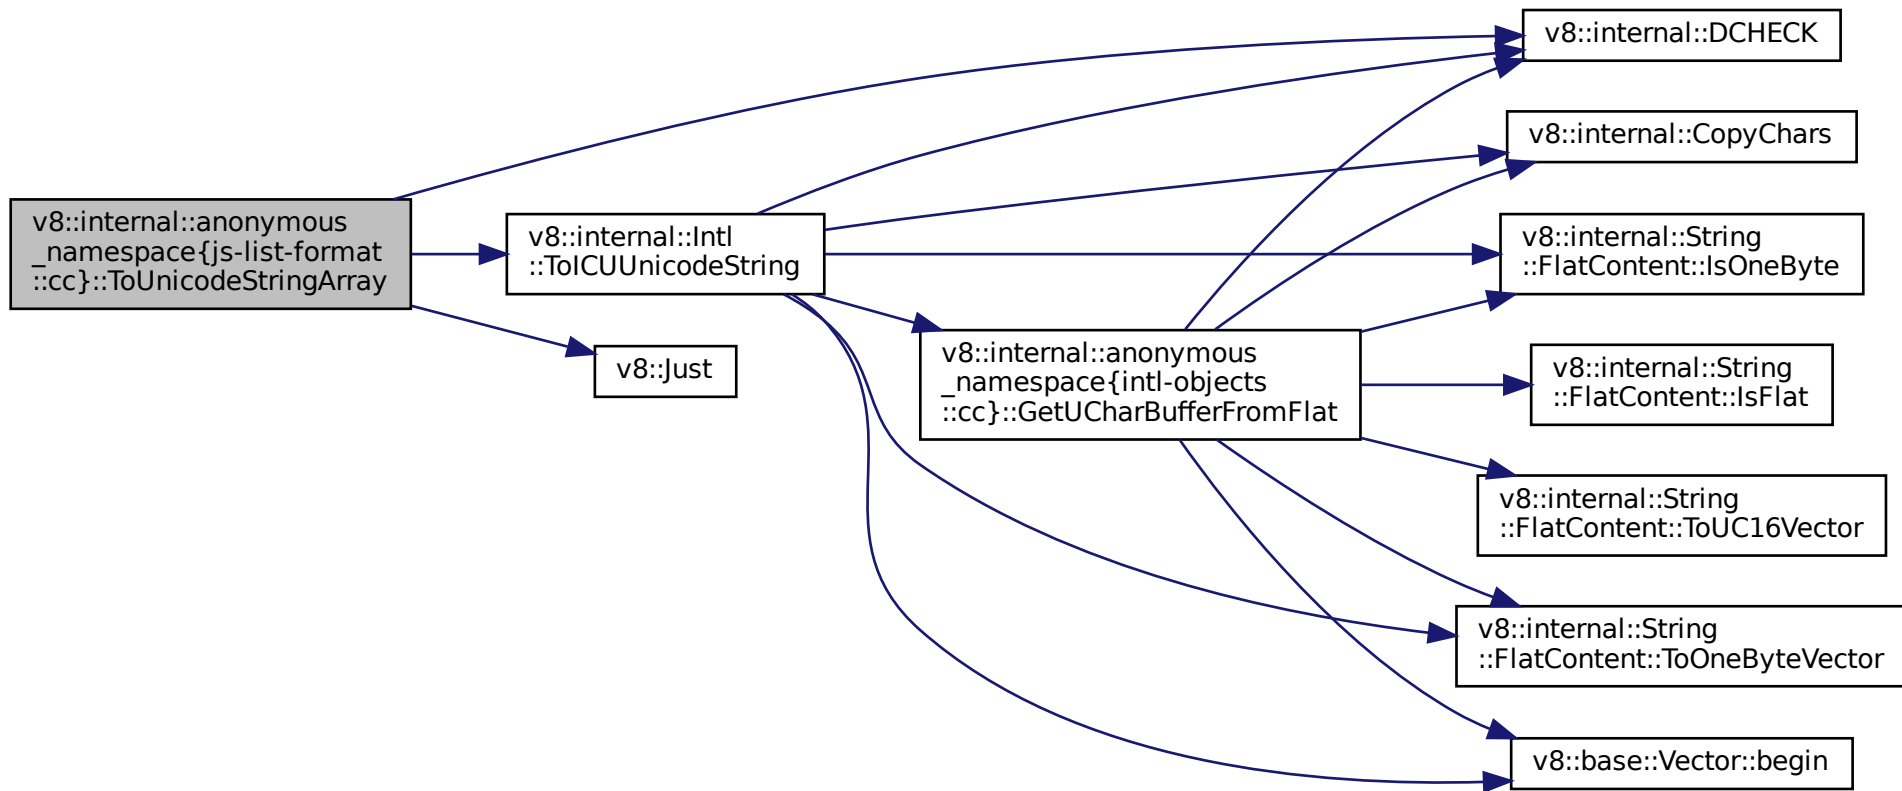 v8::internal::anonymous
_namespace{js-list-format
::cc}::ToUnicodeStringArray
v8::internal::Intl
::ToICUUnicodeString
v8::Just
v8::internal::anonymous
_namespace{intl-objects
::cc}::GetUCharBufferFromFlat
v8::internal::DCHECK
v8::internal::CopyChars
v8::internal::String
::FlatContent::IsOneByte
v8::internal::String
::FlatContent::IsFlat
v8::internal::String
::FlatContent::ToUC16Vector
v8::internal::String
::FlatContent::ToOneByteVector
v8::base::Vector::begin